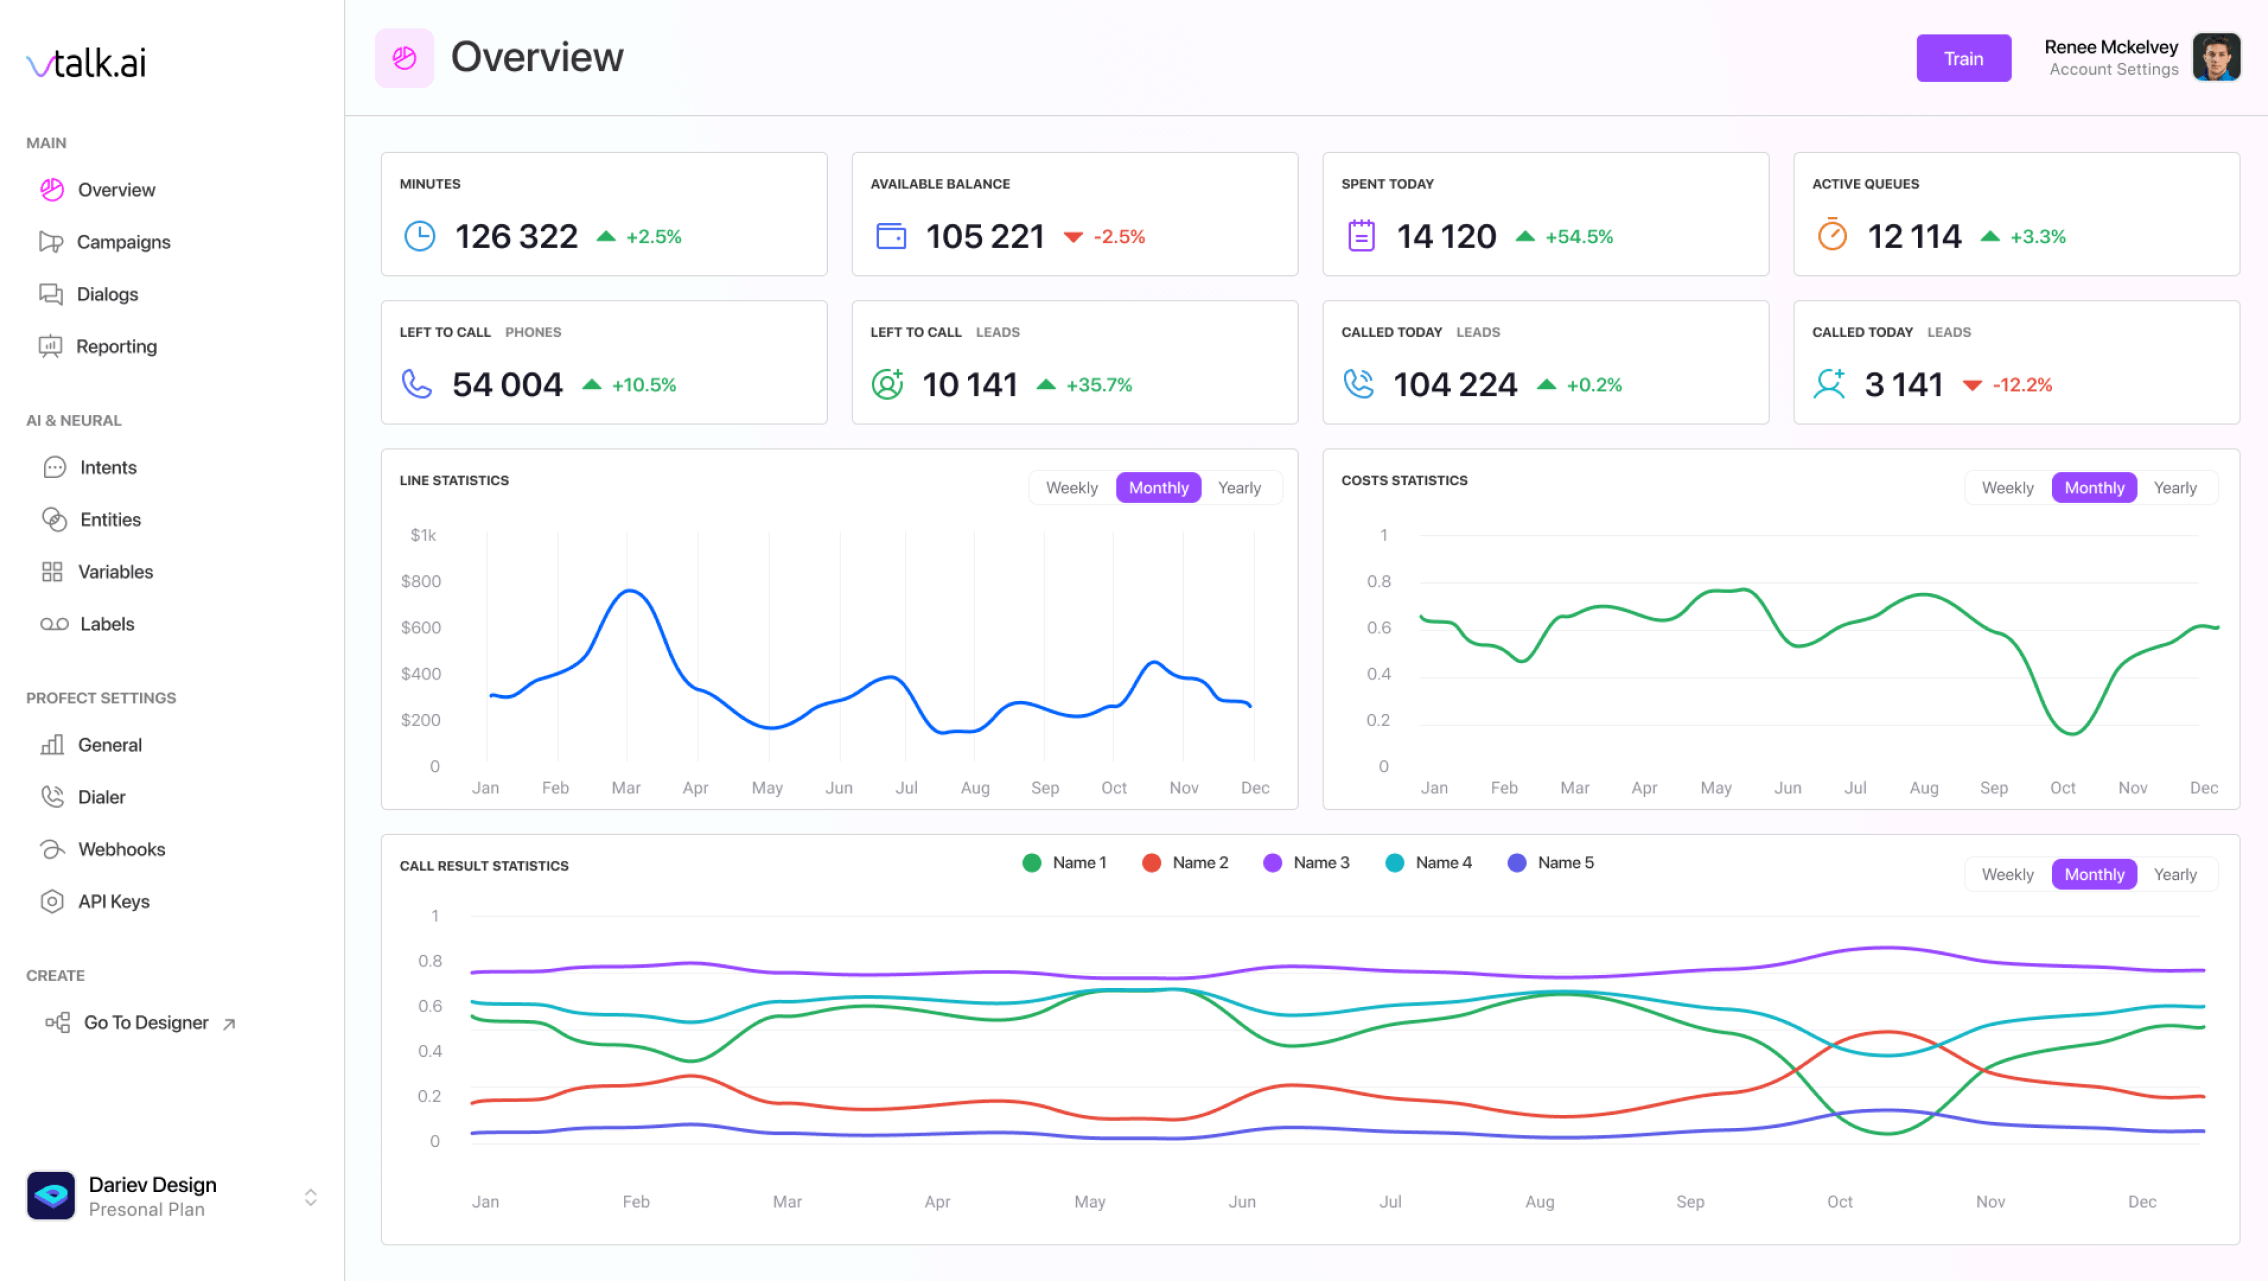 vtalk.ai
MAIN
Overview
Campaigns
Dialogs
Reporting
AI & NEURAL
Intents
Entities
Variables
Labels
PROFECT SETTINGS
General
Dialer
Webhooks
API Keys
CREATE
Go To Designer
Dariev Design
Presonal Plan
Overview
Train
Renee Mckelvey
Account Settings
MINUTES
126 322 +2.5%
AVAILABLE BALANCE
105 221 -2.5%
SPENT TODAY
14 120 +54.5%
ACTIVE QUEUES
12 114 +3.3%
LEFT TO CALL PHONES
54 004 +10.5%
LEFT TO CALL LEADS
10 141 +35.7%
CALLED TODAY LEADS
104 224 +0.2%
CALLED TODAY LEADS
3 141 -12.2%
LINE STATISTICS
Weekly Monthly Yearly
$1k
$800
$600
$400
$200
0
Jan Feb Mar Apr May Jun Jul Aug Sep Oct Nov Dec
COSTS STATISTICS
Weekly Monthly Yearly
1
0.8
0.6
0.4
0.2
0
Jan Feb Mar Apr May Jun Jul Aug Sep Oct Nov Dec
CALL RESULT STATISTICS
Name 1 Name 2 Name 3 Name 4 Name 5
Weekly Monthly Yearly
1
0.8
0.6
0.4
0.2
0
Jan Feb Mar Apr May Jun Jul Aug Sep Oct Nov Dec